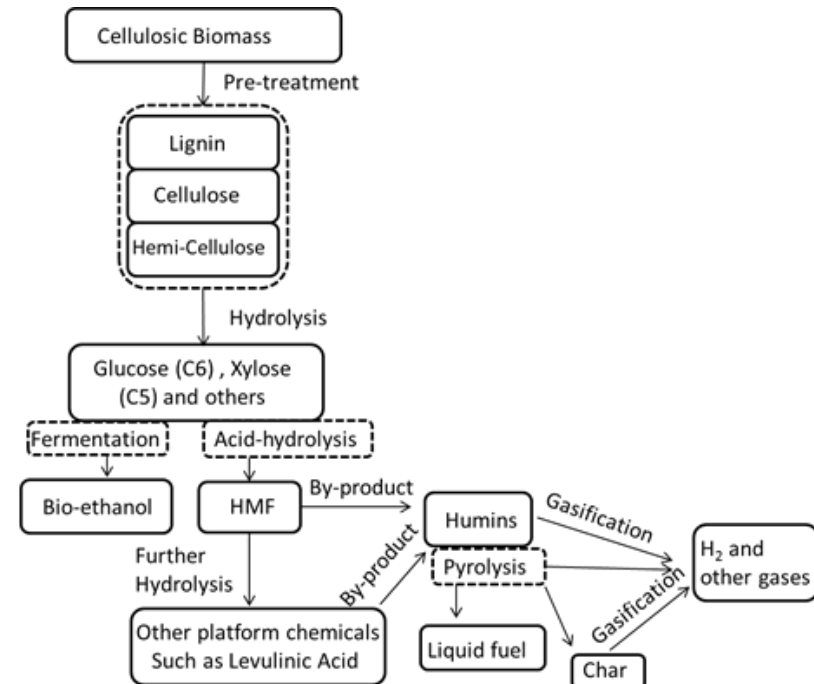 Cellulosic Biomass
Pre-treatment
Lignin
Cellulose
Hemi-Cellulose
Hydrolysis
Glucose (C6) , Xylose
(C5) and others
Fermentation
Acid-hydrolysis
Bio-ethanol
HMF
By-product
Humins
Gasification
H₂ and
other gases
Pyrolysis
Further
Hydrolysis
By-product
Gasification
Other platform chemicals
Such as Levulinic Acid
Liquid fuel
Char